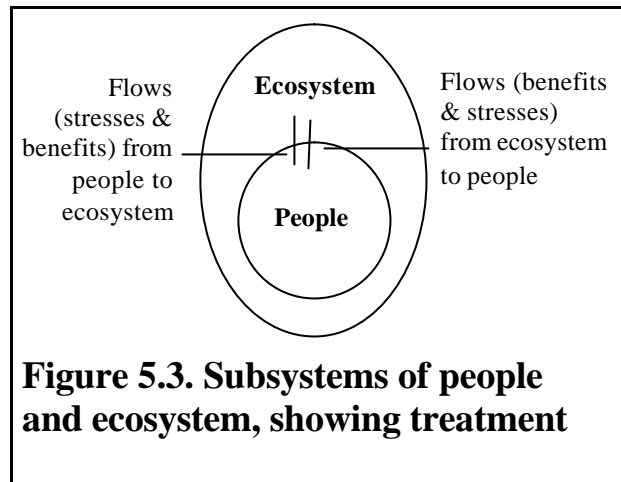 Flows
(stresses &
benefits) from
people to
ecosystem
Ecosystem
People
Flows (benefits
& stresses)
from ecosystem
to people
Figure 5.3. Subsystems of people
and ecosystem, showing treatment